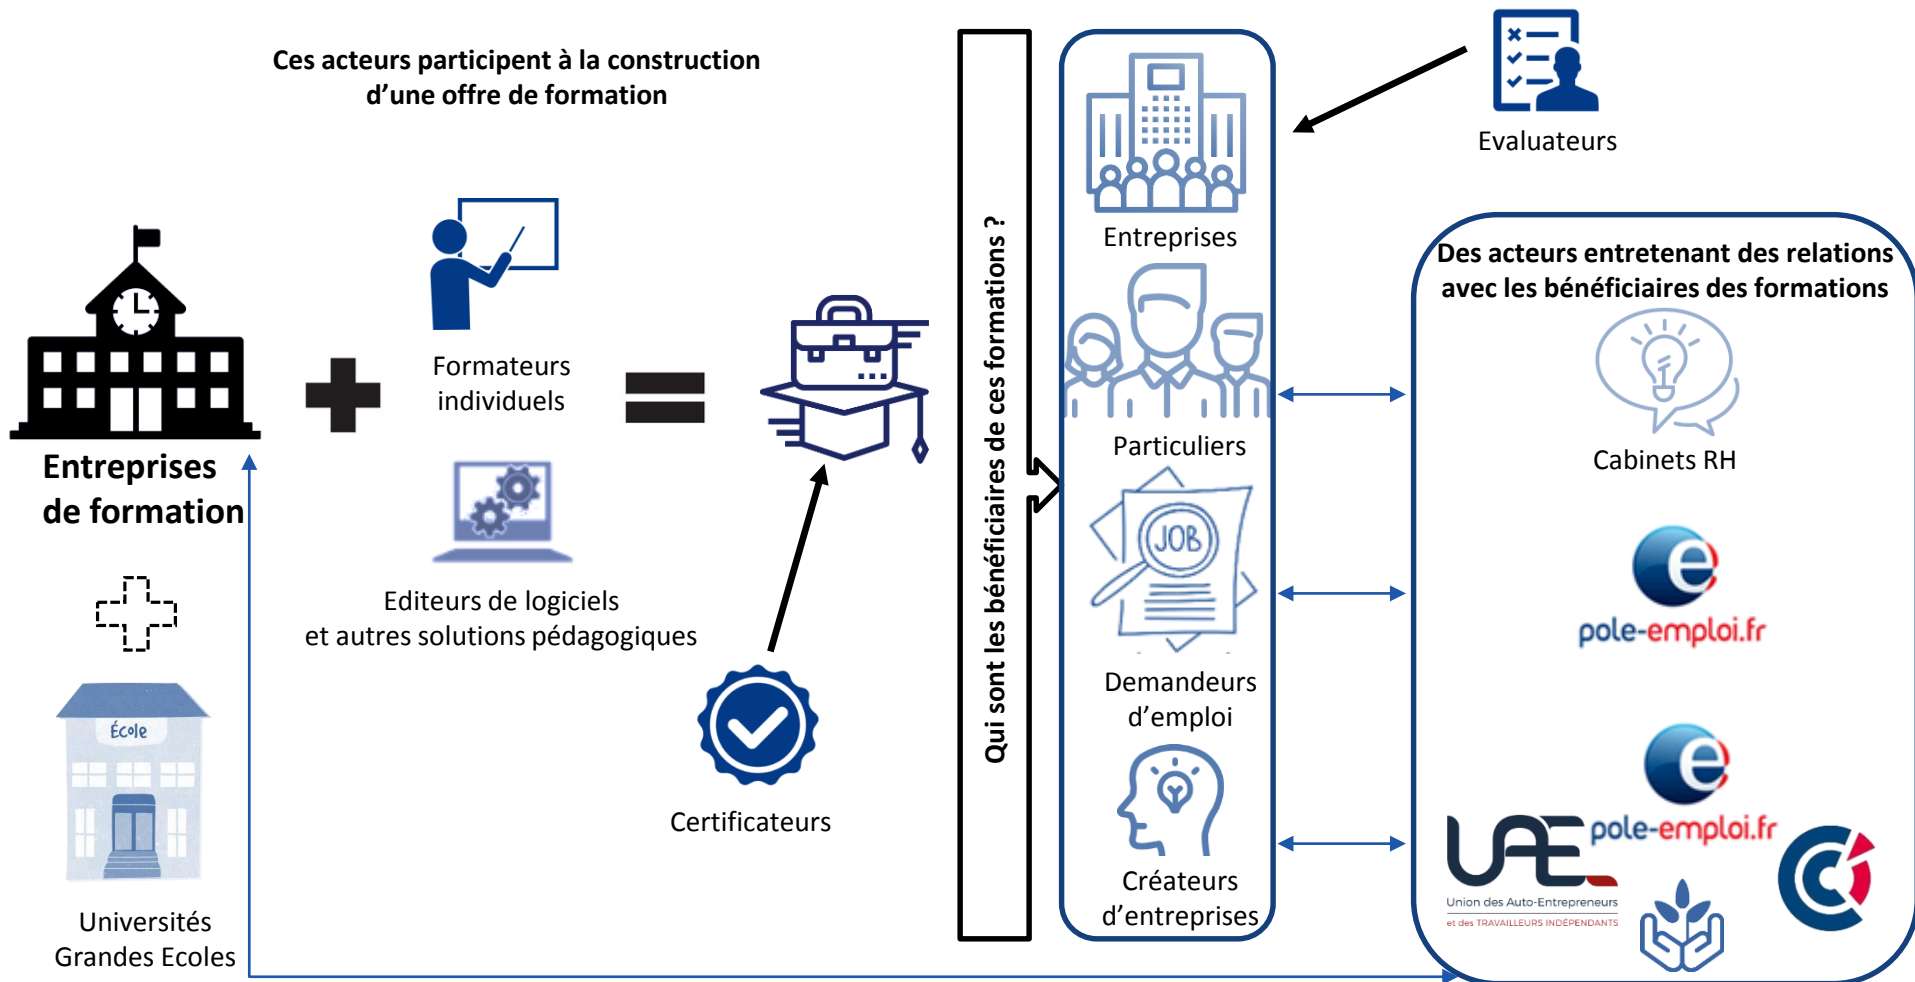 Ces acteurs participent à la construction
d'une offre de formation
Entreprises
de formation
École
Universités
Grandes Ecoles
Formateurs
individuels
Editeurs de logiciels
et autres solutions pédagogiques
Certificateurs
Qui sont les bénéficiaires de ces formations ?
Entreprises
Particuliers
JOB
Demandeurs
d'emploi
Créateurs
d'entreprises
Evaluateurs
Des acteurs entretenant des relations
avec les bénéficiaires des formations
Cabinets RH
e
pole-emploi.fr
e
pole-emploi.fr
UAE
Union des Auto-Entrepreneurs
et des TRAVAILLEURS INDÉPENDANTS
CCi